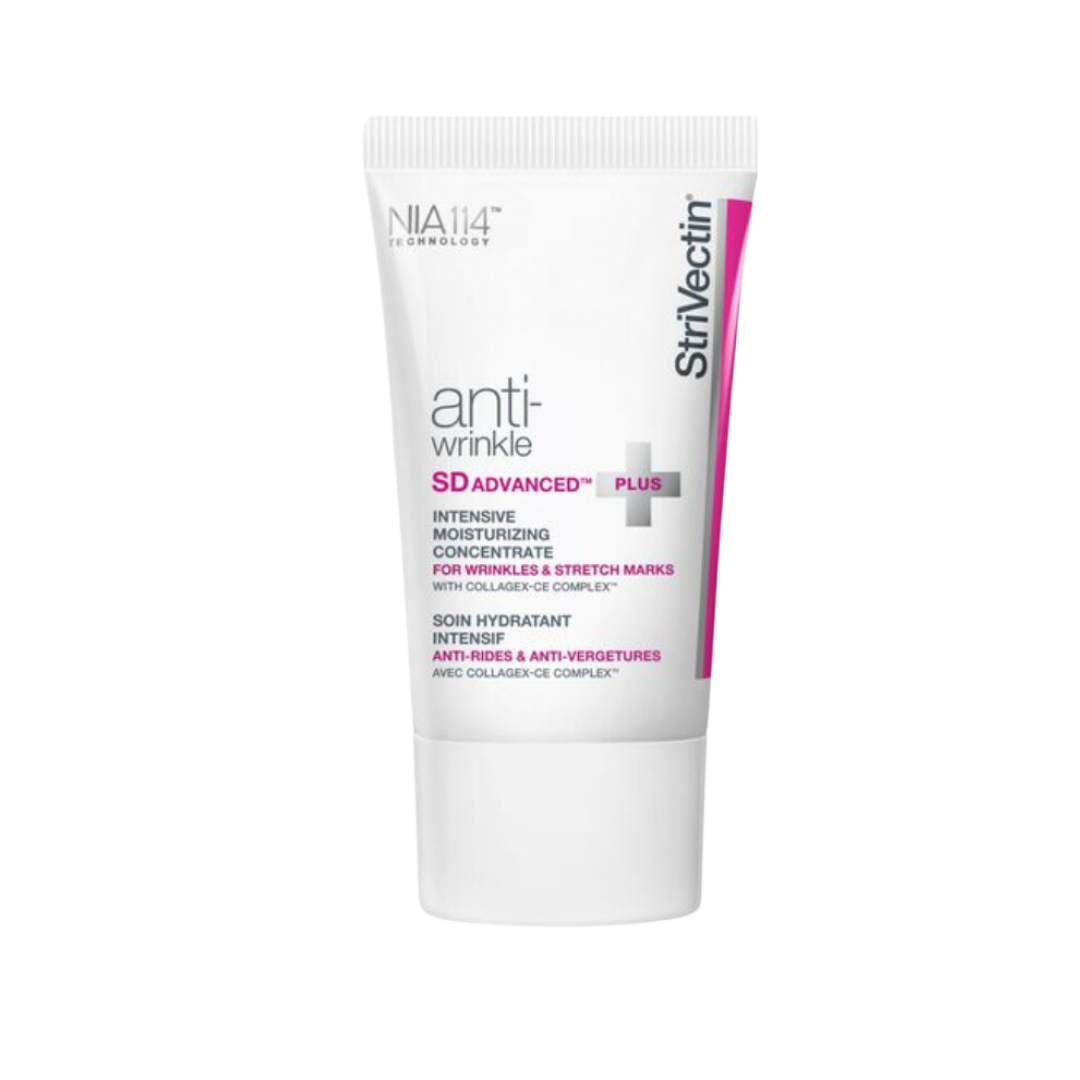 NIA114™
TECHNOLOGY
StriVectin®
anti-
wrinkle
SD ADVANCED™ PLUS
INTENSIVE
MOISTURIZING
CONCENTRATE
FOR WRINKLES & STRETCH MARKS
WITH COLLAGEX-CE COMPLEX™
SOIN HYDRATANT
INTENSIF
ANTI-RIDES & ANTI-VERGETURES
AVEC COLLAGEX-CE COMPLEX™